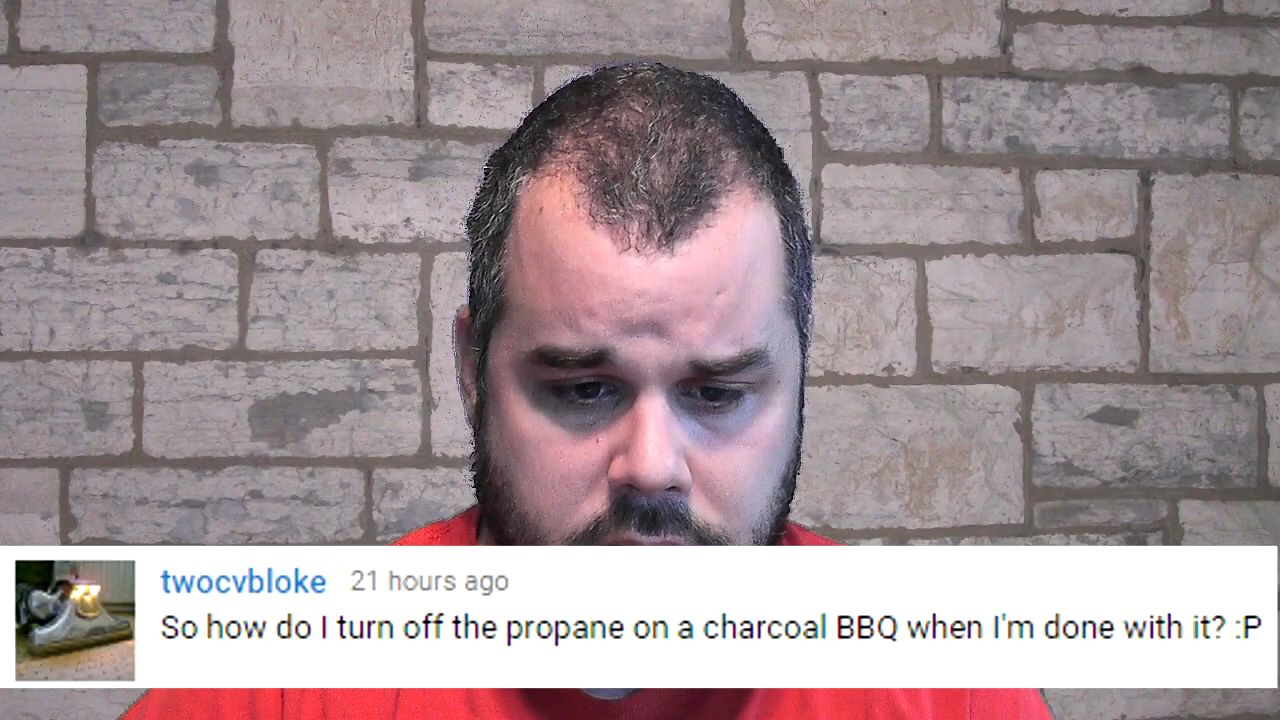 twocvbloke 21 hours ago
So how do I turn off the propane on a charcoal BBQ when I'm done with it? :P